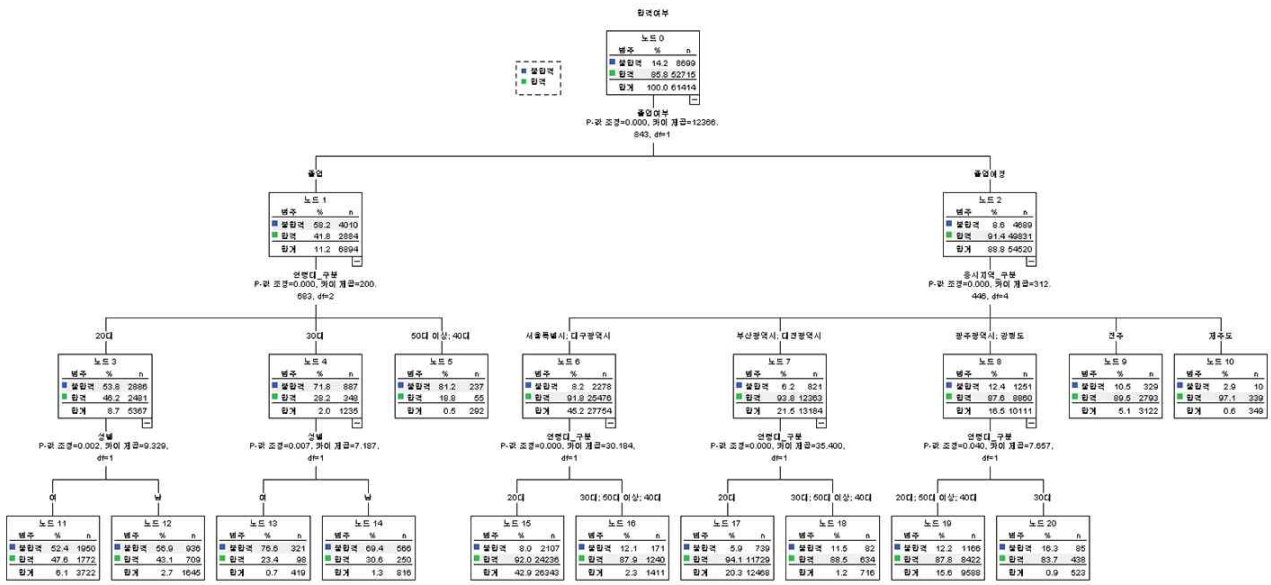 합격여부
노드 0
범주 % n
불합격 14.2 8699
합격 85.8 52715
합계 100.0 61414
불합격
합격
졸업여부
P-값 조정=0.000, 카이 제곱=12366.
843, df=1
졸업
졸업예정
노드 1
범주 % n
불합격 58.2 4010
합격 41.8 2884
합계 11.2 6894
노드 2
범주 % n
불합격 8.6 4689
합격 91.4 49831
합계 88.8 54520
연령대_구분
P-값 조정=0.000, 카이 제곱=200.
683, df=2
응시지역_구분
P-값 조정=0.000, 카이 제곱=312.
446, df=4
20대
30대
50대 이상; 40대
서울특별시; 대구광역시
부산광역시; 대전광역시
광주광역시; 강평도
전주
제주도
노드 3
범주 % n
불합격 53.8 2886
합격 46.2 2481
합계 8.7 5367
노드 4
범주 % n
불합격 71.8 887
합격 28.2 348
합계 2.0 1235
노드 5
범주 % n
불합격 81.2 237
합격 18.8 55
합계 0.5 292
노드 6
범주 % n
불합격 8.2 2278
합격 91.8 25476
합계 45.2 27754
노드 7
범주 % n
불합격 6.2 821
합격 93.8 12363
합계 21.5 13184
노드 8
범주 % n
불합격 12.4 1251
합격 87.6 8860
합계 16.5 10111
노드 9
범주 % n
불합격 10.5 329
합격 89.5 2793
합계 5.1 3122
노드 10
범주 % n
불합격 2.9 10
합격 97.1 339
합계 0.6 349
성별
P-값 조정=0.002, 카이 제곱=9.329,
df=1
성별
P-값 조정=0.007, 카이 제곱=7.187,
df=1
연령대_구분
P-값 조정=0.000, 카이 제곱=30.184,
df=1
연령대_구분
P-값 조정=0.000, 카이 제곱=35.400,
df=1
연령대_구분
P-값 조정=0.040, 카이 제곱=7.657,
df=1
여
남
여
남
20대
30대; 50대 이상; 40대
20대
30대; 50대 이상; 40대
20대; 50대 이상; 40대
30대
노드 11
범주 % n
불합격 52.4 1950
합격 47.6 1772
합계 6.1 3722
노드 12
범주 % n
불합격 56.9 936
합격 43.1 709
합계 2.7 1645
노드 13
범주 % n
불합격 76.6 321
합격 23.4 98
합계 0.7 419
노드 14
범주 % n
불합격 69.4 566
합격 30.6 250
합계 1.3 816
노드 15
범주 % n
불합격 8.0 2107
합격 92.0 24236
합계 42.9 26343
노드 16
범주 % n
불합격 12.1 171
합격 87.9 1240
합계 2.3 1411
노드 17
범주 % n
불합격 5.9 739
합격 94.1 11729
합계 20.3 12468
노드 18
범주 % n
불합격 11.5 82
합격 88.5 634
합계 1.2 716
노드 19
범주 % n
불합격 12.2 1166
합격 87.8 8422
합계 15.6 9588
노드 20
범주 % n
불합격 16.3 85
합격 83.7 438
합계 0.9 523